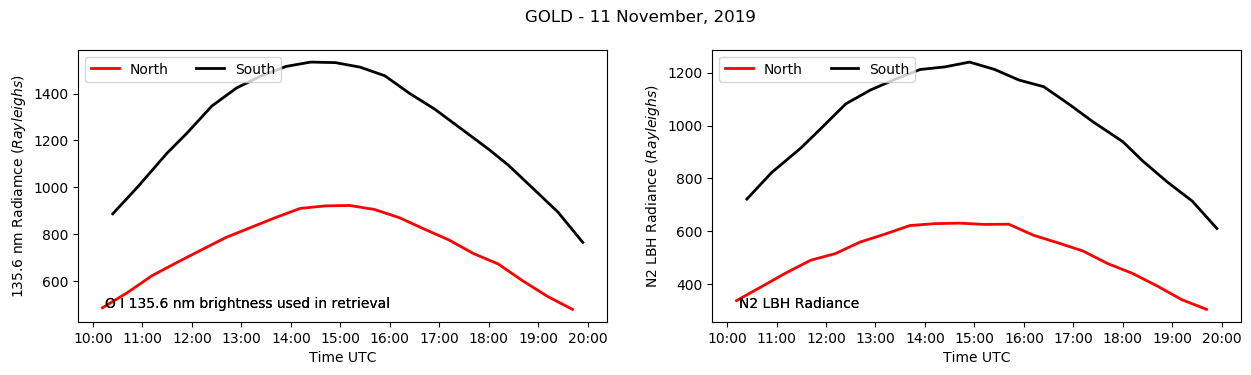 GOLD - 11 November, 2019
135.6 nm Radiamce (Rayleighs)
North South
1400
1200
1000
800
600
O I 135.6 nm brightness used in retrieval
10:00 11:00 12:00 13:00 14:00 15:00 16:00 17:00 18:00 19:00 20:00
Time UTC
N2 LBH Radiance (Rayleighs)
North South
1200
1000
800
600
400
N2 LBH Radiance
10:00 11:00 12:00 13:00 14:00 15:00 16:00 17:00 18:00 19:00 20:00
Time UTC